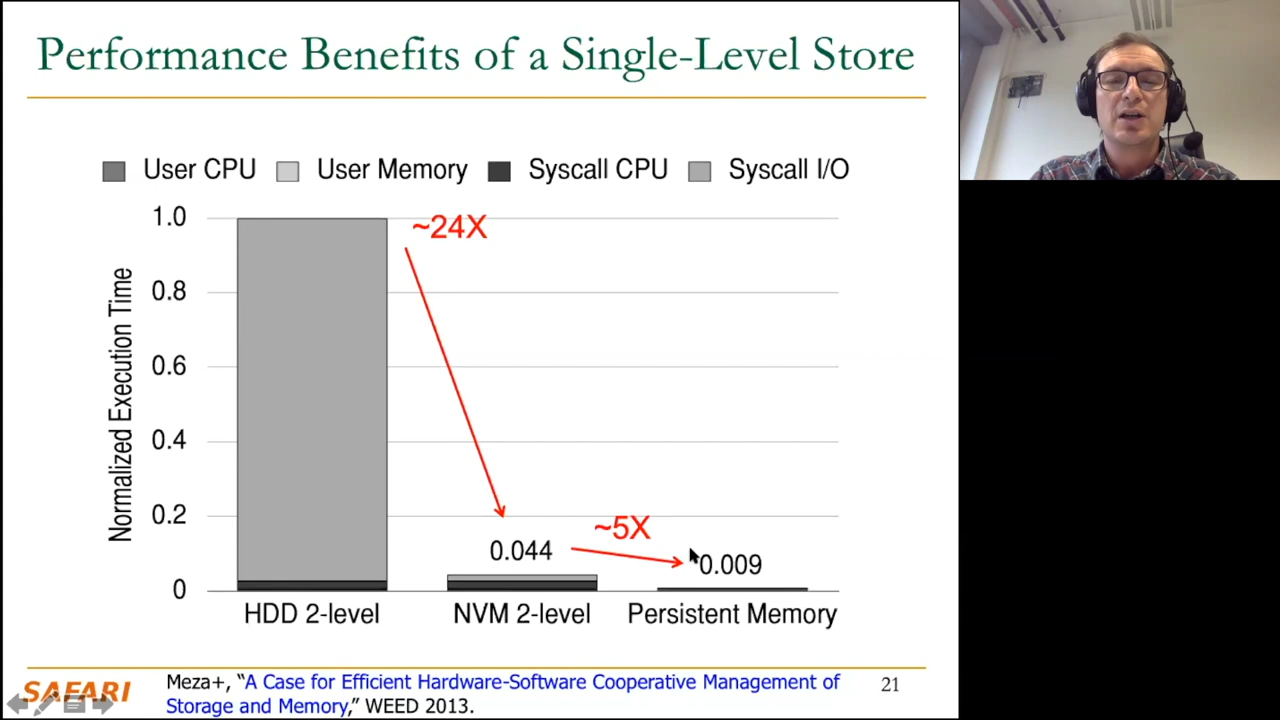 Performance Benefits of a Single-Level Store
User CPU User Memory Syscall CPU Syscall I/O
Normalized Execution Time
1.0
0.8
0.6
0.4
0.2
0
~24X
~5X
0.044
0.009
HDD 2-level NVM 2-level Persistent Memory
SAFARI
Meza+, “A Case for Efficient Hardware-Software Cooperative Management of
Storage and Memory,” WEED 2013.
21